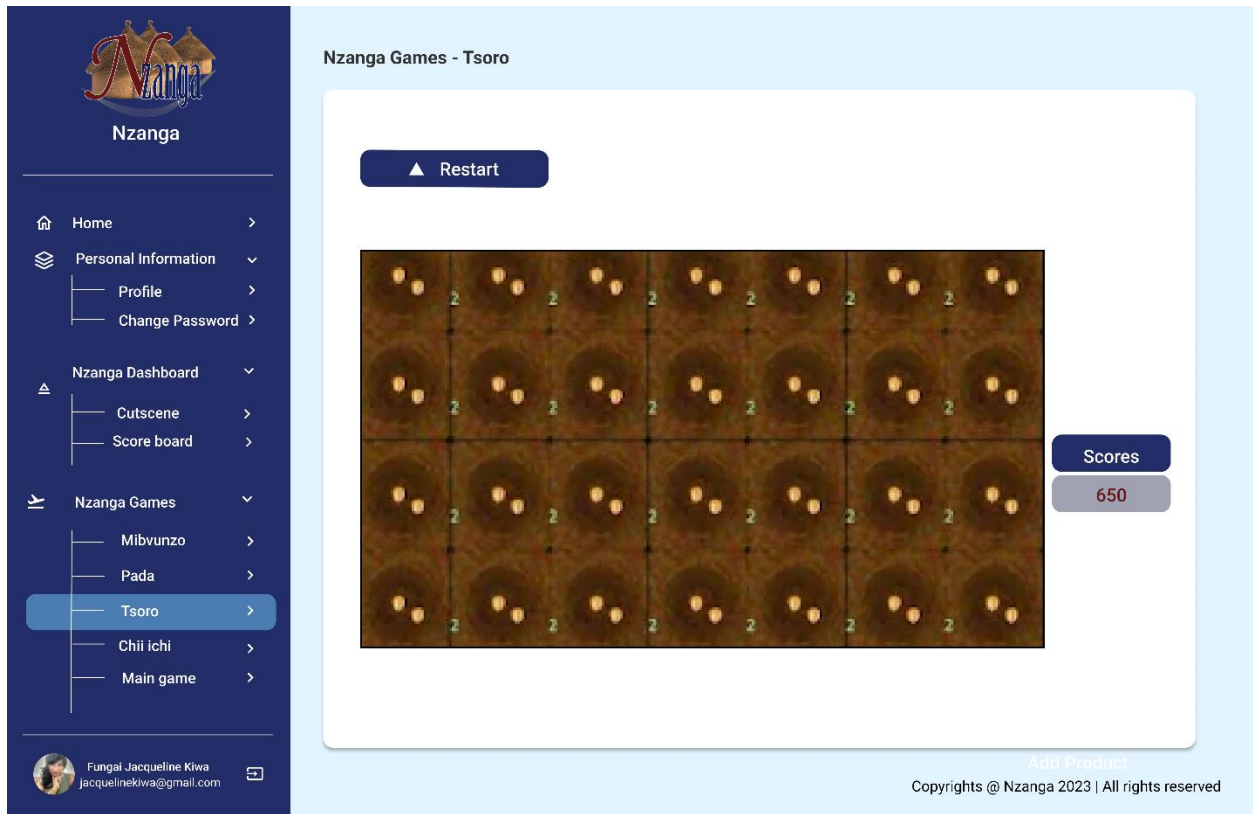 Nzanga
Nzanga
Home
Personal Information
Profile
Change Password
Nzanga Dashboard
Cutscene
Score board
Nzanga Games
Mibvunzo
Pada
Tsoro
Chii ichi
Main game
Fungai Jacqueline Kiwa
jacquelinekiwa@gmail.com
Nzanga Games - Tsoro
Restart
2 2 2 2 2 2
2 2 2 2 2 2
2 2 2 2 2 2
2 2 2 2 2 2
Scores
650
Add Product
Copyrights @ Nzanga 2023 | All rights reserved